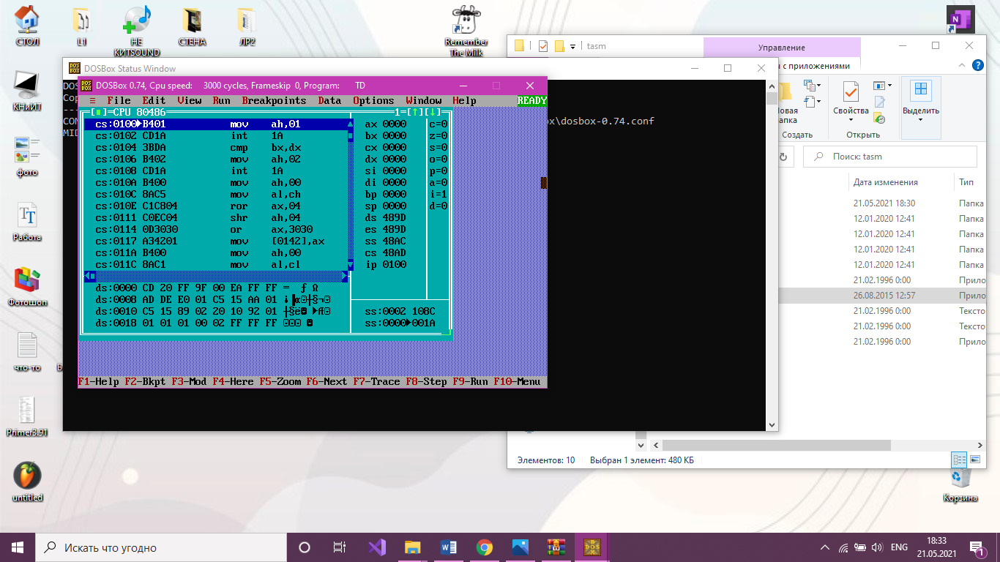 СТОЛ
L1
НЕ
КИТSOUND
СТЕНА
ЛР2
Remember
The Milk
КНиИТ
фото
Работа
Фотошоп
что-то
Primer3.91
untitled
Корзина
tasm
Управление
с приложениями
Новая
папка
Создать
Свойства
Открыть
Выделить
Поиск: tasm
Дата изменения
Тип
21.05.2021 18:30 Папка
12.01.2020 12:41 Папка
12.01.2020 12:41 Папка
12.01.2020 12:41 Папка
12.01.2020 12:41 Папка
21.02.1996 0:00 Прило
26.08.2015 12:57 Прило
21.02.1996 0:00 Тексто
21.02.1996 0:00 Тексто
21.02.1996 0:00 Прило
Элементов: 10 Выбран 1 элемент: 480 КБ
DOSBox Status Window
DOS
Cop
---
CON
ox\dosbox-0.74.conf
MID
DOSBox 0.74, Cpu speed: 3000 cycles, Frameskip 0, Program: TD
≡ File Edit View Run Breakpoints Data Options Window Help READY
[■]=CPU 80486 1=[↑][↓]
cs:0100►B401 mov ah,01 ax 0000 c=0
cs:0102 CD1A int 1A bx 0000 z=0
cs:0104 3BDA cmp bx,dx cx 0000 s=0
cs:0106 B402 mov ah,02 dx 0000 o=0
cs:0108 CD1A int 1A si 0000 p=0
cs:010A B400 mov ah,00 di 0000 a=0
cs:010C 8AC5 mov al,ch bp 0000 i=1
cs:010E C1C804 ror ax,04 sp 0000 d=0
cs:0111 C0EC04 shr ah,04 ds 489D
cs:0114 0D3030 or ax,3030 es 489D
cs:0117 A34201 mov [0142],ax ss 48AC
cs:011A B400 mov ah,00 cs 48AD
cs:011C 8AC1 mov al,cl ip 0100
ds:0000 CD 20 FF 9F 00 EA FF FF = ƒ Ω
ds:0008 AD DE E0 01 C5 15 AA 01 ¡▐α☺┼§¬☺
ds:0010 C5 15 89 02 20 10 92 01 ┼§ë☻ ►Æ☺ ss:0002 108C
ds:0018 01 01 01 00 02 FF FF FF ☺☺☺ ☻ ss:0000►001A
F1-Help F2-Bkpt F3-Mod F4-Here F5-Zoom F6-Next F7-Trace F8-Step F9-Run F10-Menu
Искать что угодно
ENG
18:33
21.05.2021
1